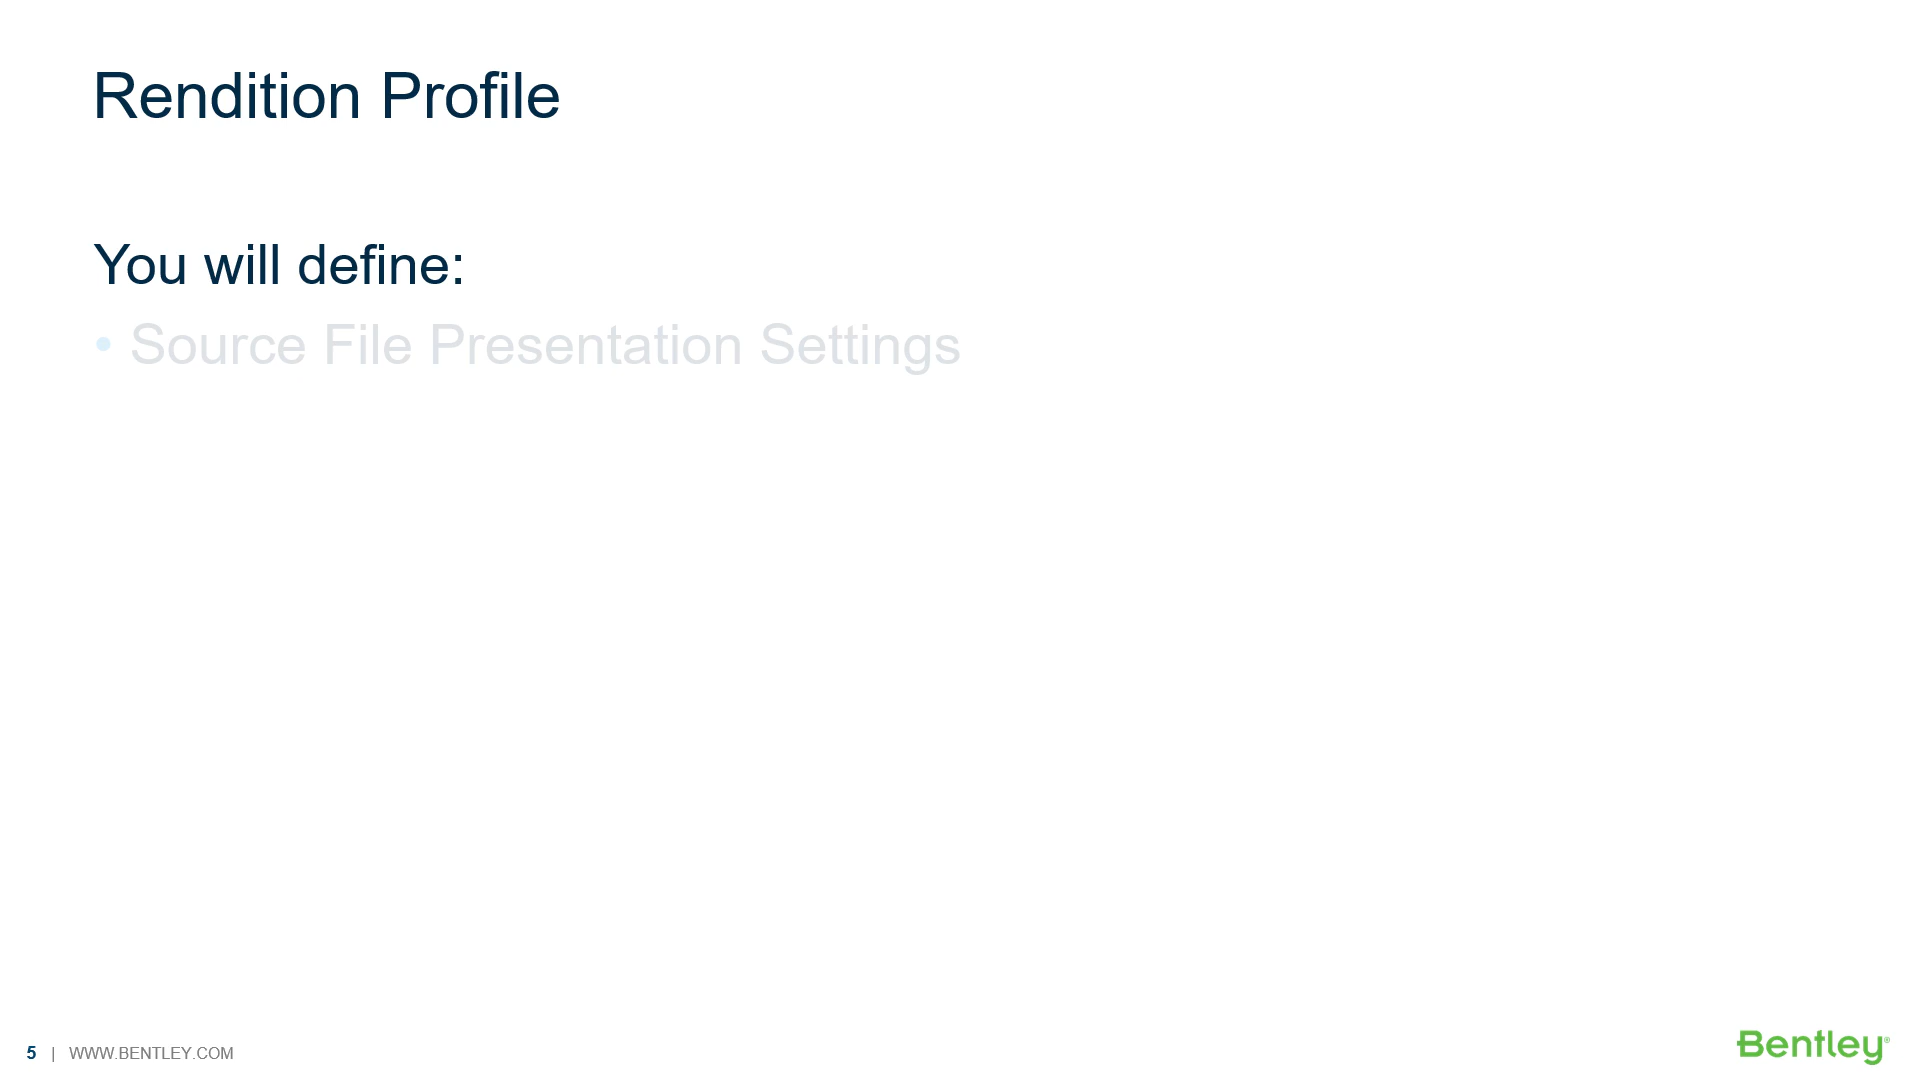 Rendition Profile
You will define:
• Source File Presentation Settings
5 | WWW.BENTLEY.COM
Bentley®